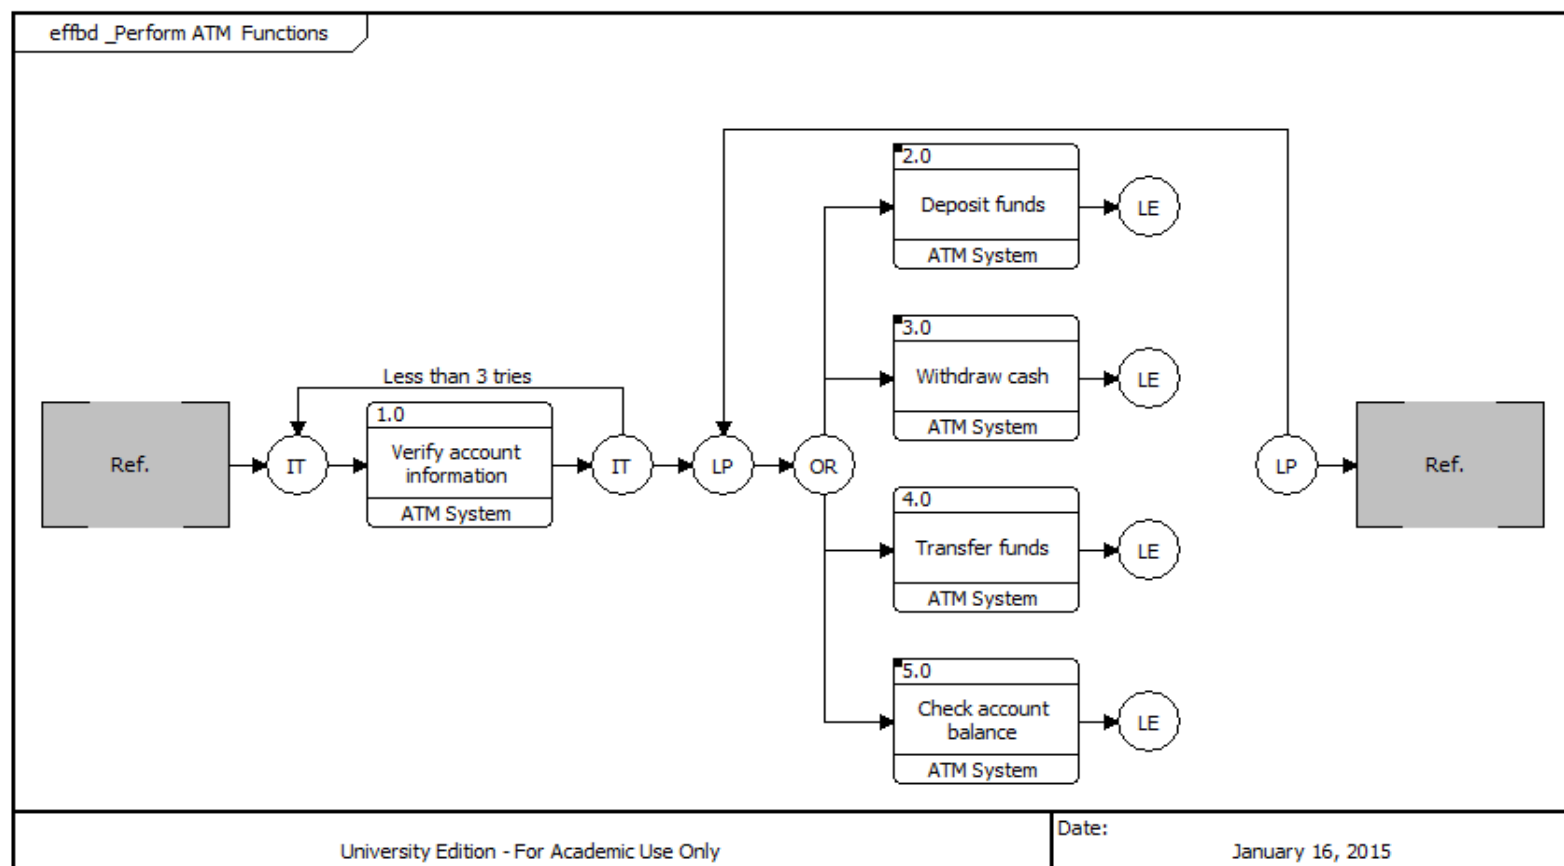 effbd _Perform ATM Functions
Less than 3 tries
Ref.
IT
1.0
Verify account
information
ATM System
IT
LP
OR
2.0
Deposit funds
ATM System
LE
3.0
Withdraw cash
ATM System
LE
4.0
Transfer funds
ATM System
LE
5.0
Check account
balance
ATM System
LE
LP
Ref.
University Edition - For Academic Use Only
Date:
January 16, 2015